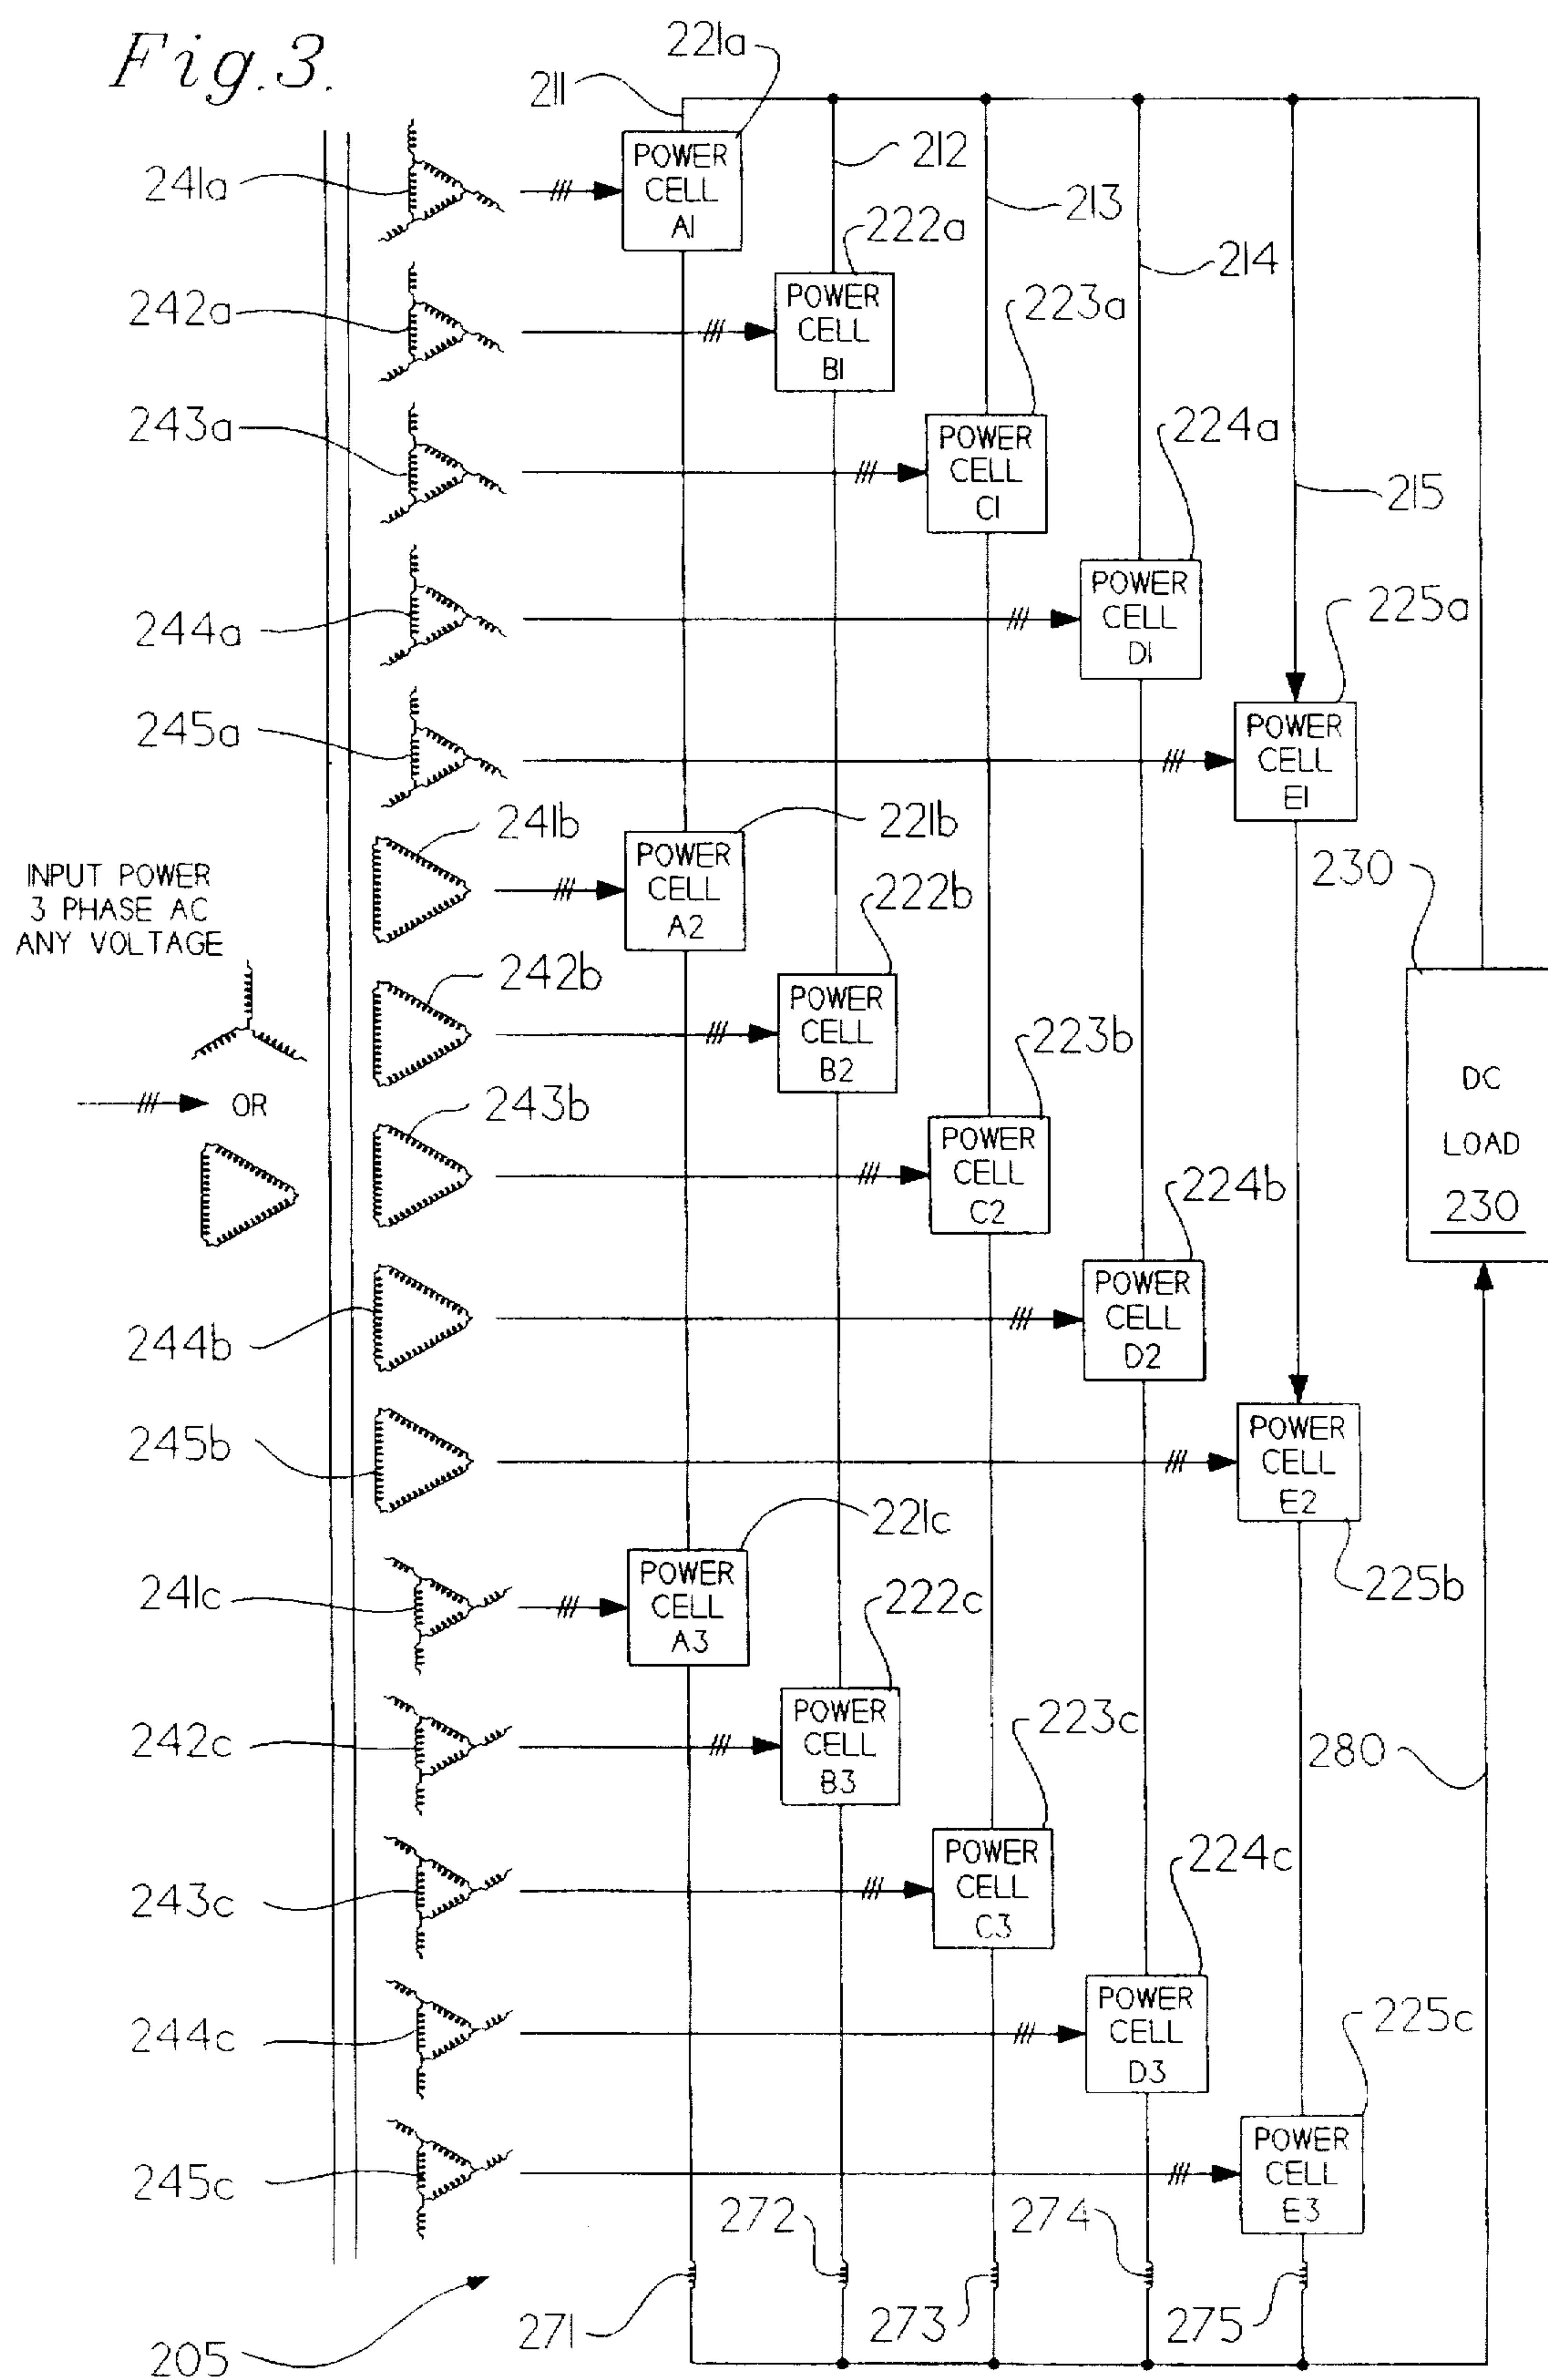 Fig. 3.
221a
211
POWER
CELL
A1
212
241a
213
222a
214
242a
POWER
CELL
B1
223a
243a
POWER
CELL
C1
224a
215
244a
POWER
CELL
D1
225a
245a
POWER
CELL
E1
241b
221b
POWER
CELL
A2
230
INPUT POWER
3 PHASE AC
ANY VOLTAGE
222b
242b
POWER
CELL
B2
223b
OR
243b
DC
LOAD
230
POWER
CELL
C2
224b
244b
POWER
CELL
D2
245b
POWER
CELL
E2
221c
225b
241c
POWER
CELL
A3
222c
242c
POWER
CELL
B3
223c
280
243c
POWER
CELL
C3
224c
244c
POWER
CELL
D3
225c
245c
POWER
CELL
E3
272
274
205
271
273
275